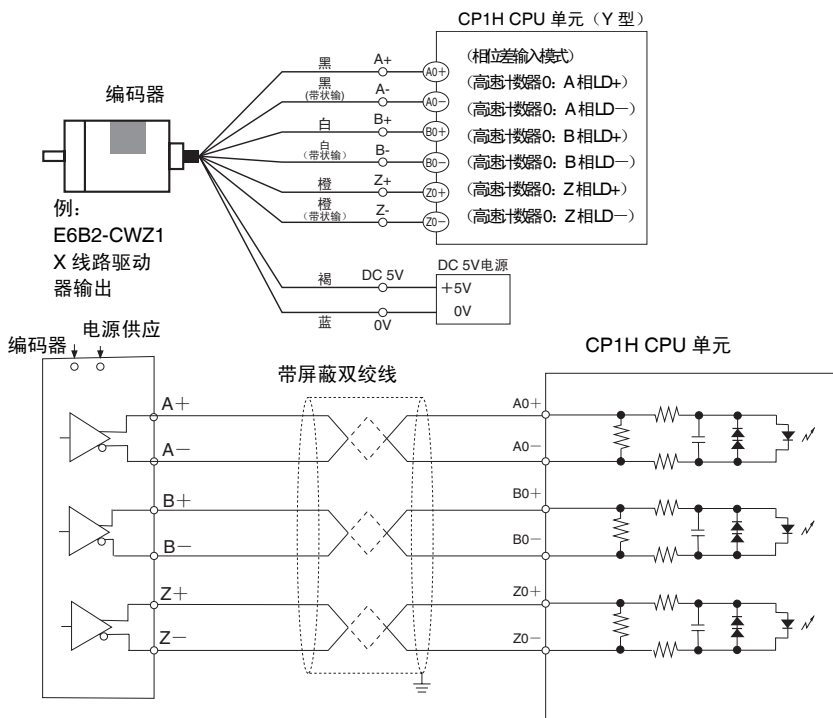 CP1H CPU 单元（Y 型）
编码器
黑
A+
A0+
(相位差输入模式)
黑
(带状输)
A-
A0−
(高速计数器0: A 相LD+)
白
B+
B0+
(高速计数器0: A 相LD−)
白
(带状输)
B-
B0−
(高速计数器0: B 相LD+)
橙
Z+
Z0+
(高速计数器0: B 相LD−)
橙
(带状输)
Z-
Z0−
(高速计数器0: Z 相LD+)
(高速计数器0: Z 相LD−)
例:
E6B2-CWZ1
X 线路驱动
器输出
褐
DC 5V
DC 5V电源
+5V
蓝
0V
0V
编码器
电源供应
带屏蔽双绞线
CP1H CPU 单元
A+
A0+
A−
A0−
B+
B0+
B−
B0−
Z+
Z0+
Z−
Z0−